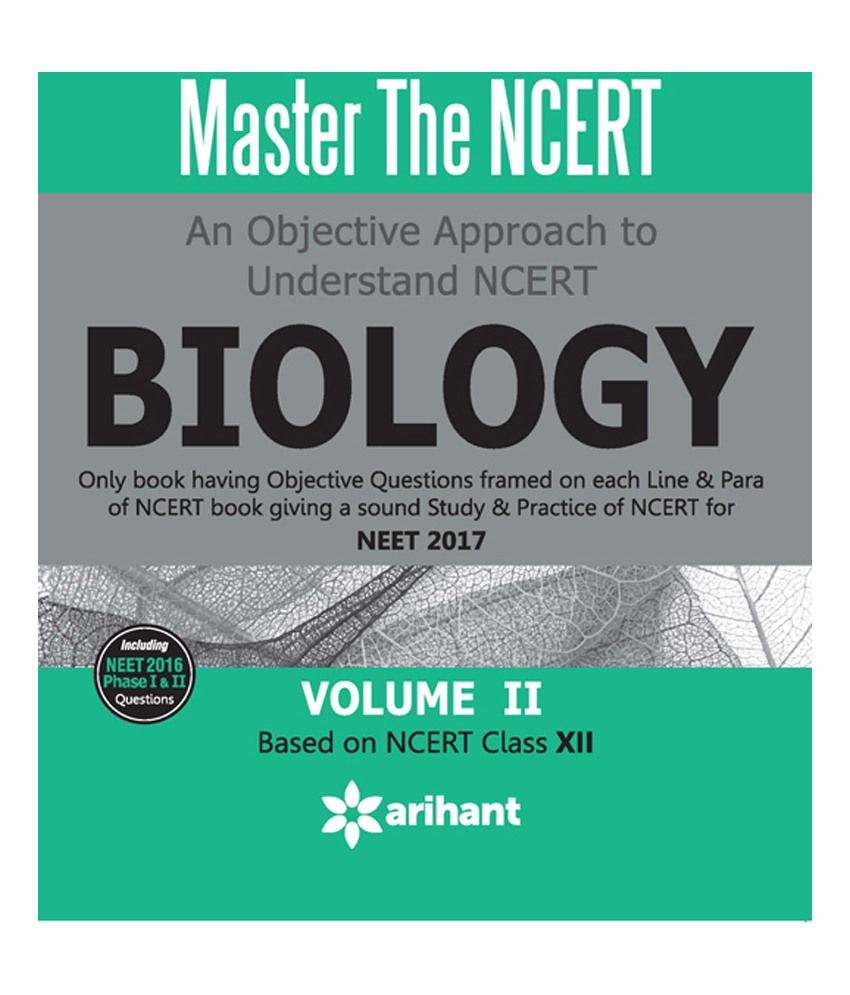 Master The NCERT
An Objective Approach to
Understand NCERT
BIOLOGY
Only book having Objective Questions framed on each Line & Para
of NCERT book giving a sound Study & Practice of NCERT for
NEET 2017
Including
NEET 2016
Phase I & II
Questions
VOLUME II
Based on NCERT Class XII
arihant